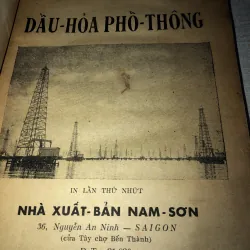 DẦU-HỎA PHỔ-THÔNG
IN LẦN THỨ NHỨT
NHÀ XUẤT-BẢN NAM-SƠN
36, Nguyễn An Ninh — SAIGON
(cửa Tây chợ Bến Thành)